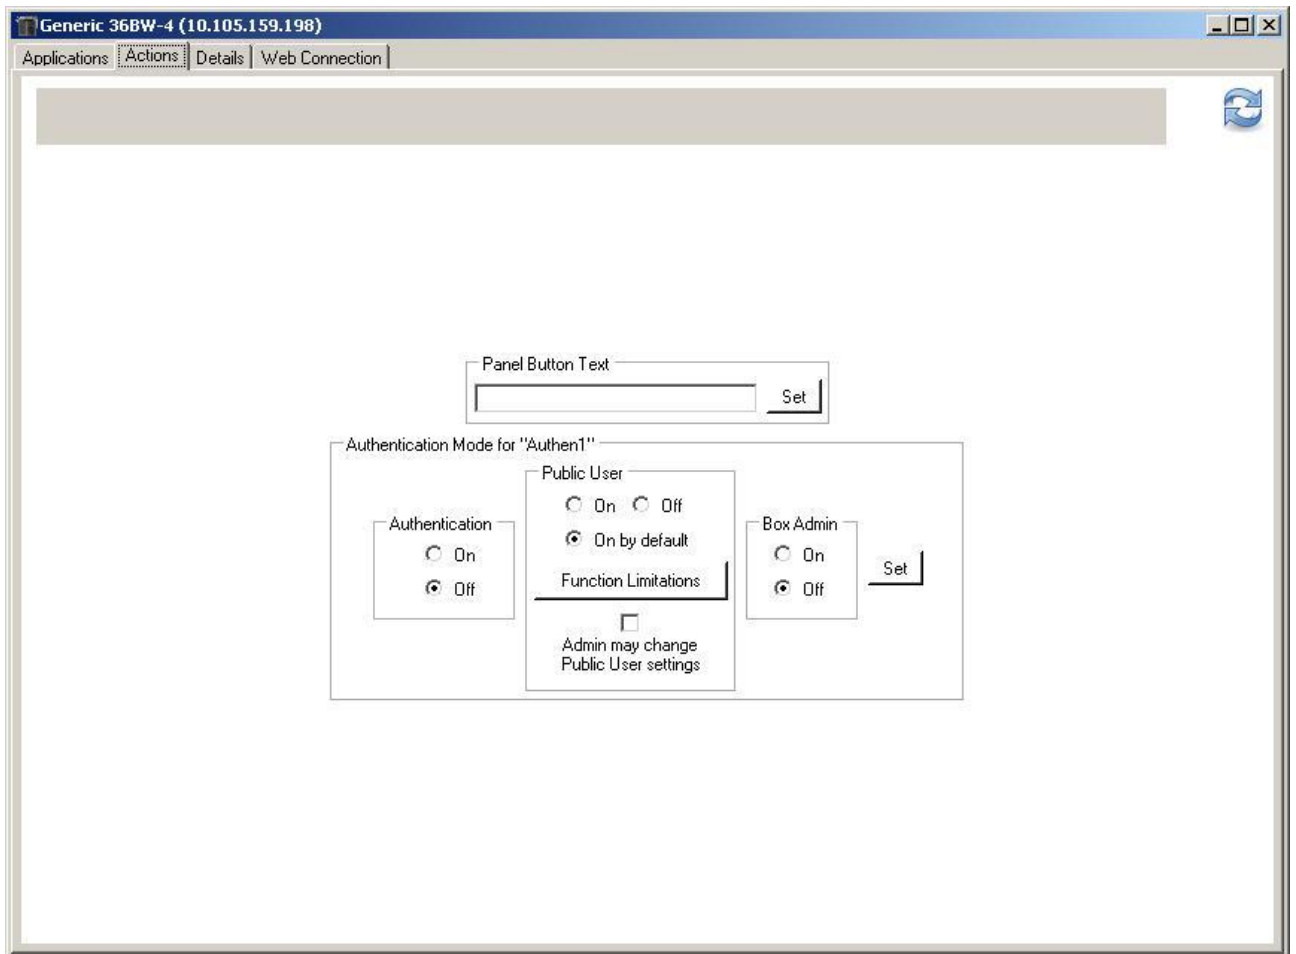 Generic 36BW-4 (10.105.159.198)
Applications Actions Details Web Connection
Panel Button Text
Set
Authentication Mode for "Authen1"
Public User
On Off
On by default
Function Limitations
Admin may change
Public User settings
Authentication
On
Off
Box Admin
On
Off
Set